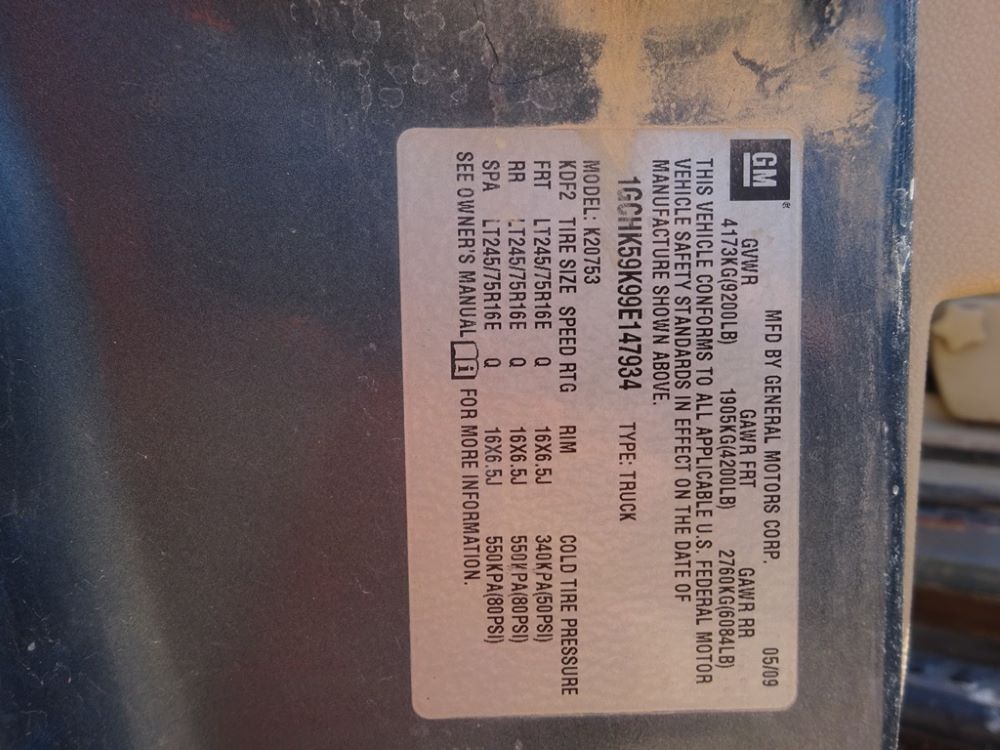 GM® MFD BY GENERAL MOTORS CORP. 05/09
GVWR GAWR FRT GAWR RR
4173KG(9200LB) 1905KG(4200LB) 2760KG(6084LB)
THIS VEHICLE CONFORMS TO ALL APPLICABLE U.S. FEDERAL MOTOR
VEHICLE SAFETY STANDARDS IN EFFECT ON THE DATE OF
MANUFACTURE SHOWN ABOVE.
1GCHK59K99E147934 TYPE: TRUCK
MODEL: K20753
KDF2 TIRE SIZE SPEED RTG RIM COLD TIRE PRESSURE
FRT LT245/75R16E Q 16X6.5J 340KPA(50PSI)
RR LT245/75R16E Q 16X6.5J 550KPA(80PSI)
SPA LT245/75R16E Q 16X6.5J 550KPA(80PSI)
SEE OWNER'S MANUAL i FOR MORE INFORMATION.